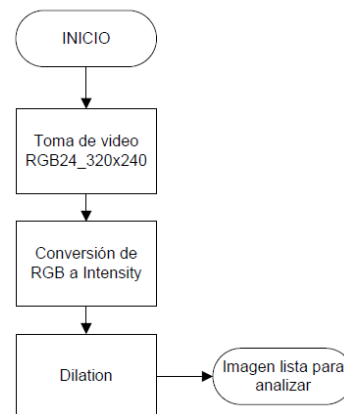 INICIO
Toma de video
RGB24_320x240
Conversión de
RGB a Intensity
Dilation
Imagen lista para
analizar